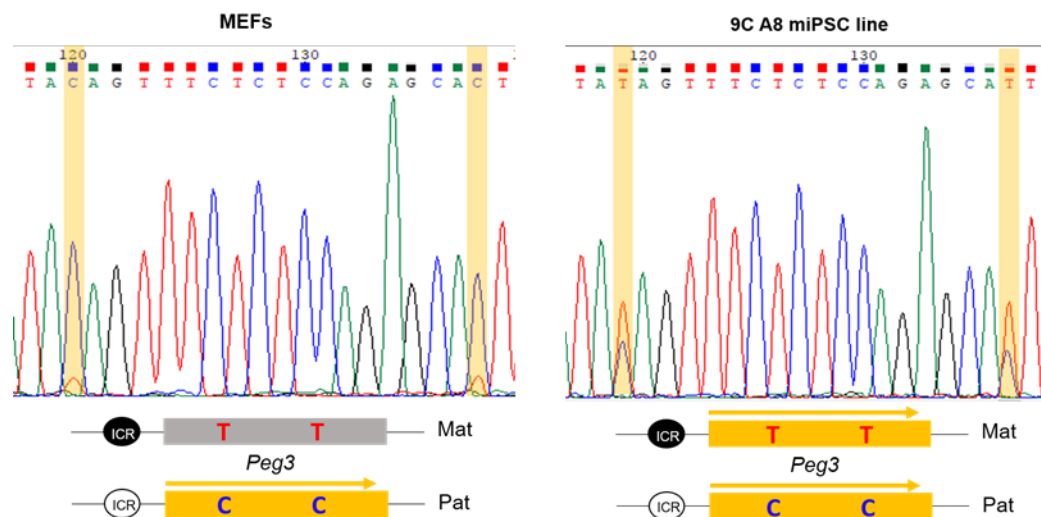 MEFs
120 130
T A C A G T T T C T C T C C A G A G C A C T
ICR T T Mat
Peg3
ICR C C Pat
9C A8 miPSC line
120 130
T A T A G T T T C T C T C C A G A G C A T T
ICR T T Mat
Peg3
ICR C C Pat